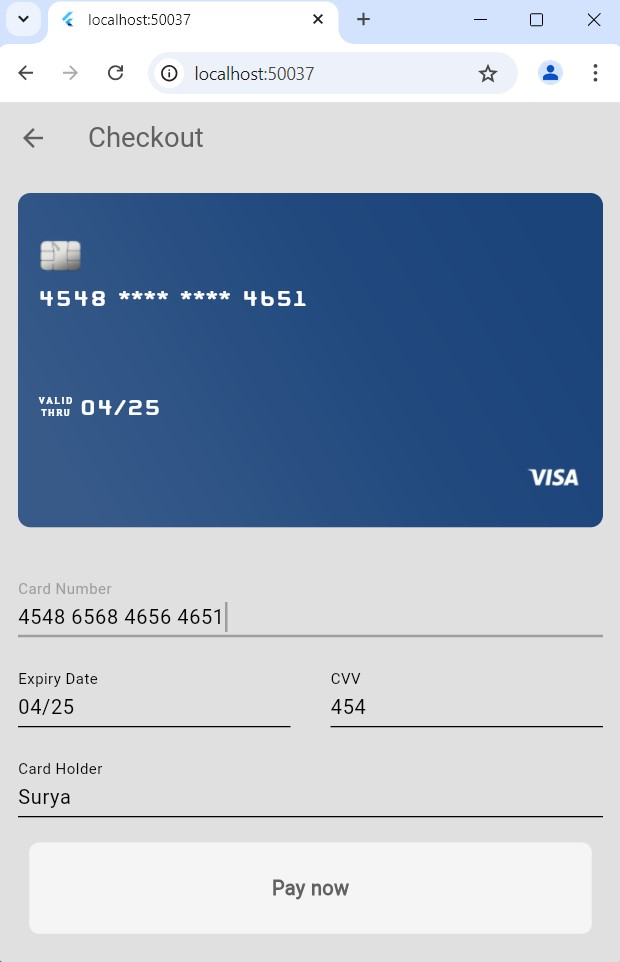 localhost:50037
localhost:50037
Checkout
4548 **** **** 4651
VALID THRU 04/25
VISA
Card Number
4548 6568 4656 4651
Expiry Date CVV
04/25 454
Card Holder
Surya
Pay now